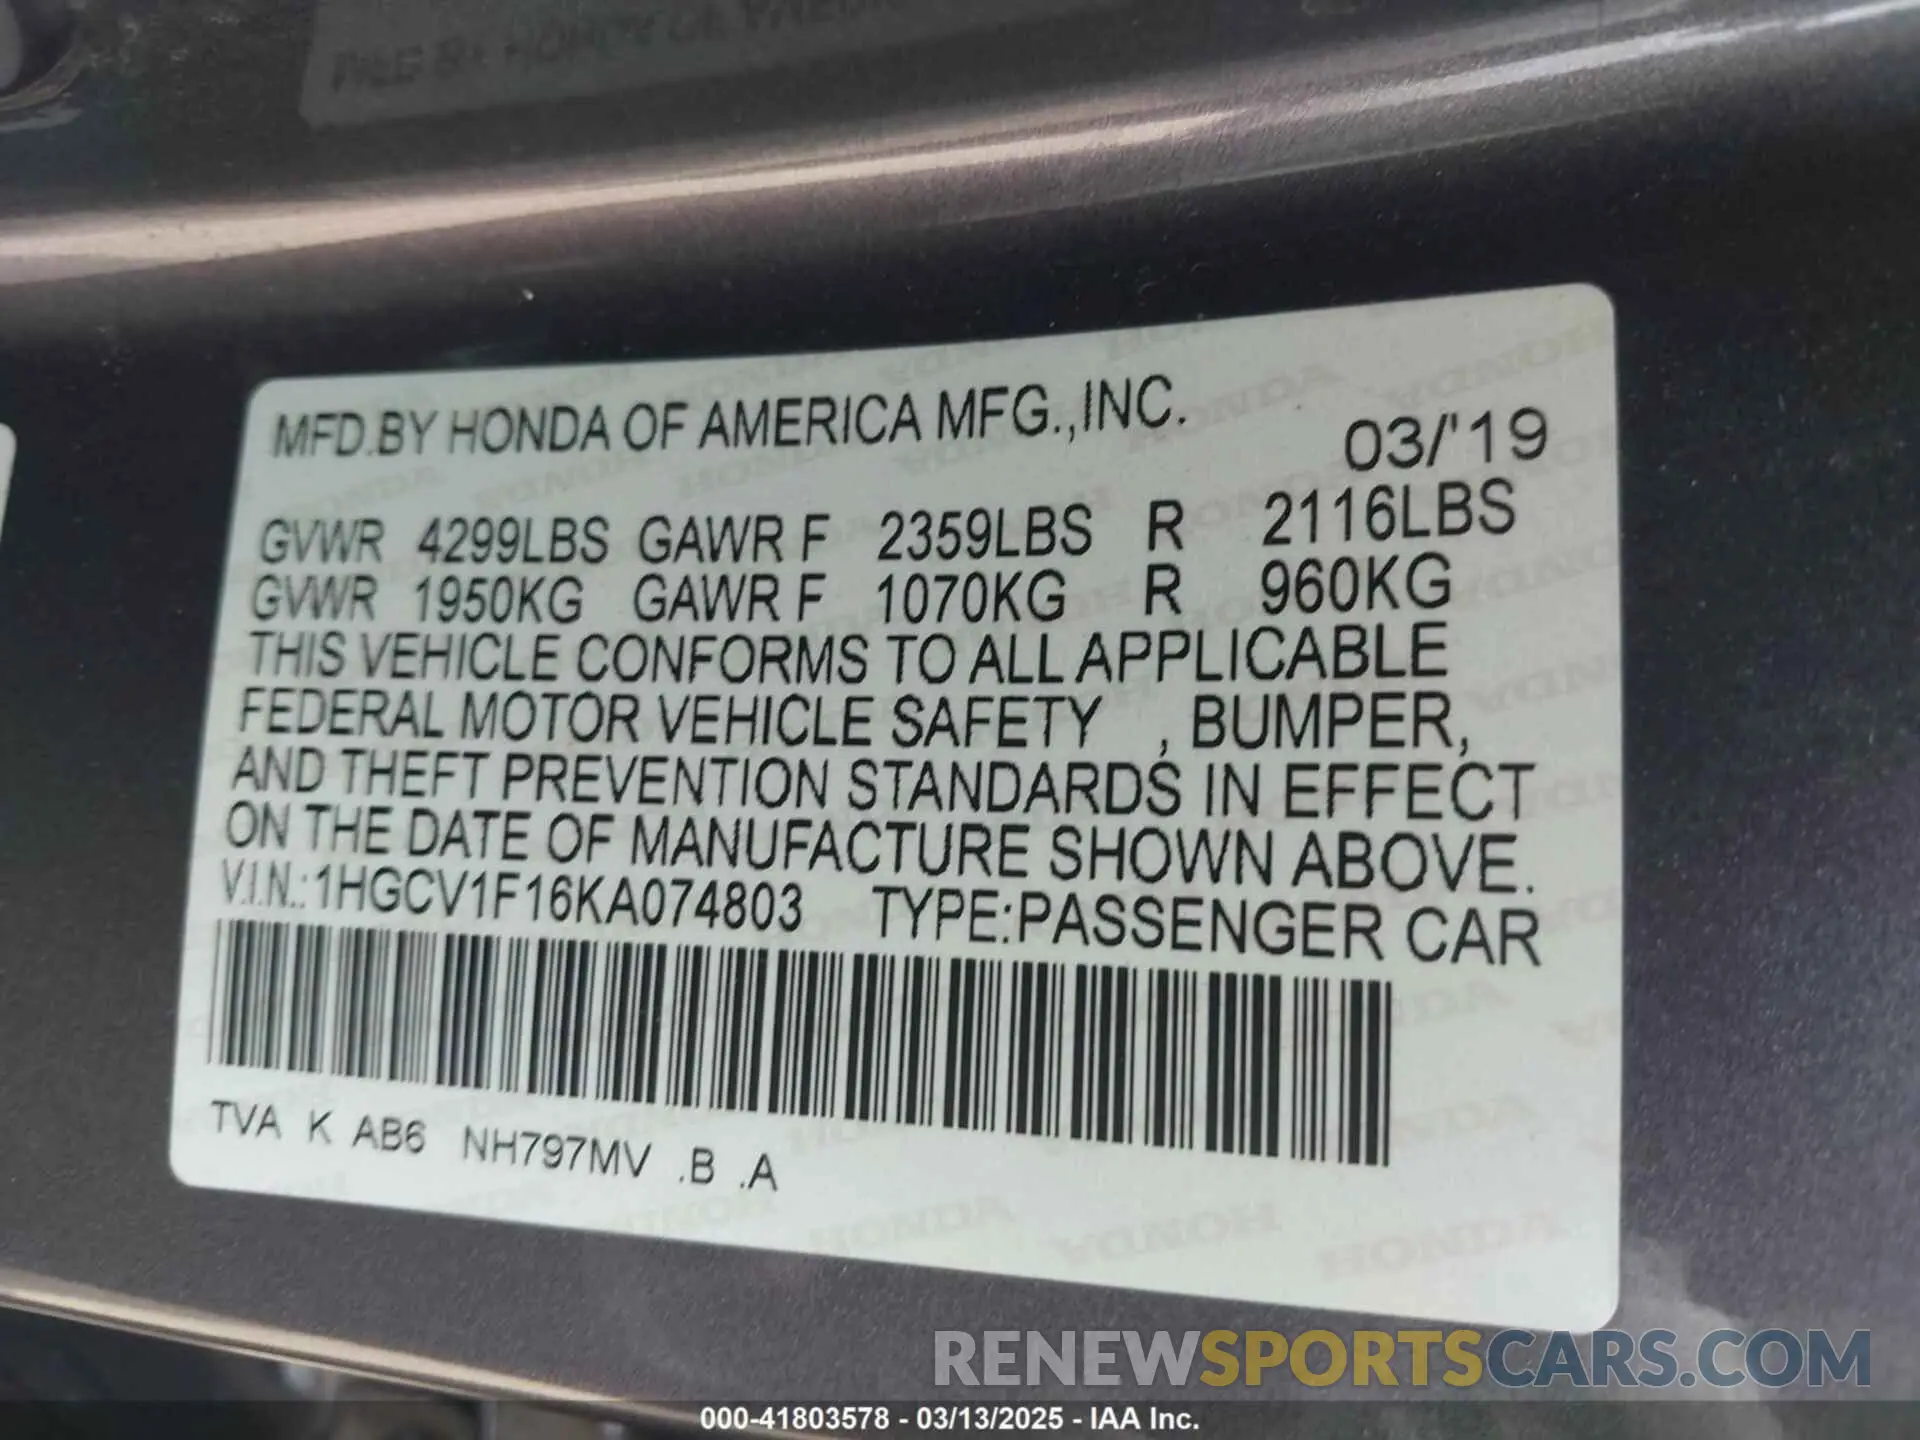 MFD.BY HONDA OF AMERICA MFG.,INC.
03/'19
GVWR 4299LBS GAWR F 2359LBS R 2116LBS
GVWR 1950KG GAWR F 1070KG R 960KG
THIS VEHICLE CONFORMS TO ALL APPLICABLE
FEDERAL MOTOR VEHICLE SAFETY , BUMPER,
AND THEFT PREVENTION STANDARDS IN EFFECT
ON THE DATE OF MANUFACTURE SHOWN ABOVE.
V.I.N.:1HGCV1F16KA074803 TYPE:PASSENGER CAR
TVA K AB6 NH797MV .B .A
RENEWSPORTSCARS.COM
000-41803578 - 03/13/2025 - IAA Inc.